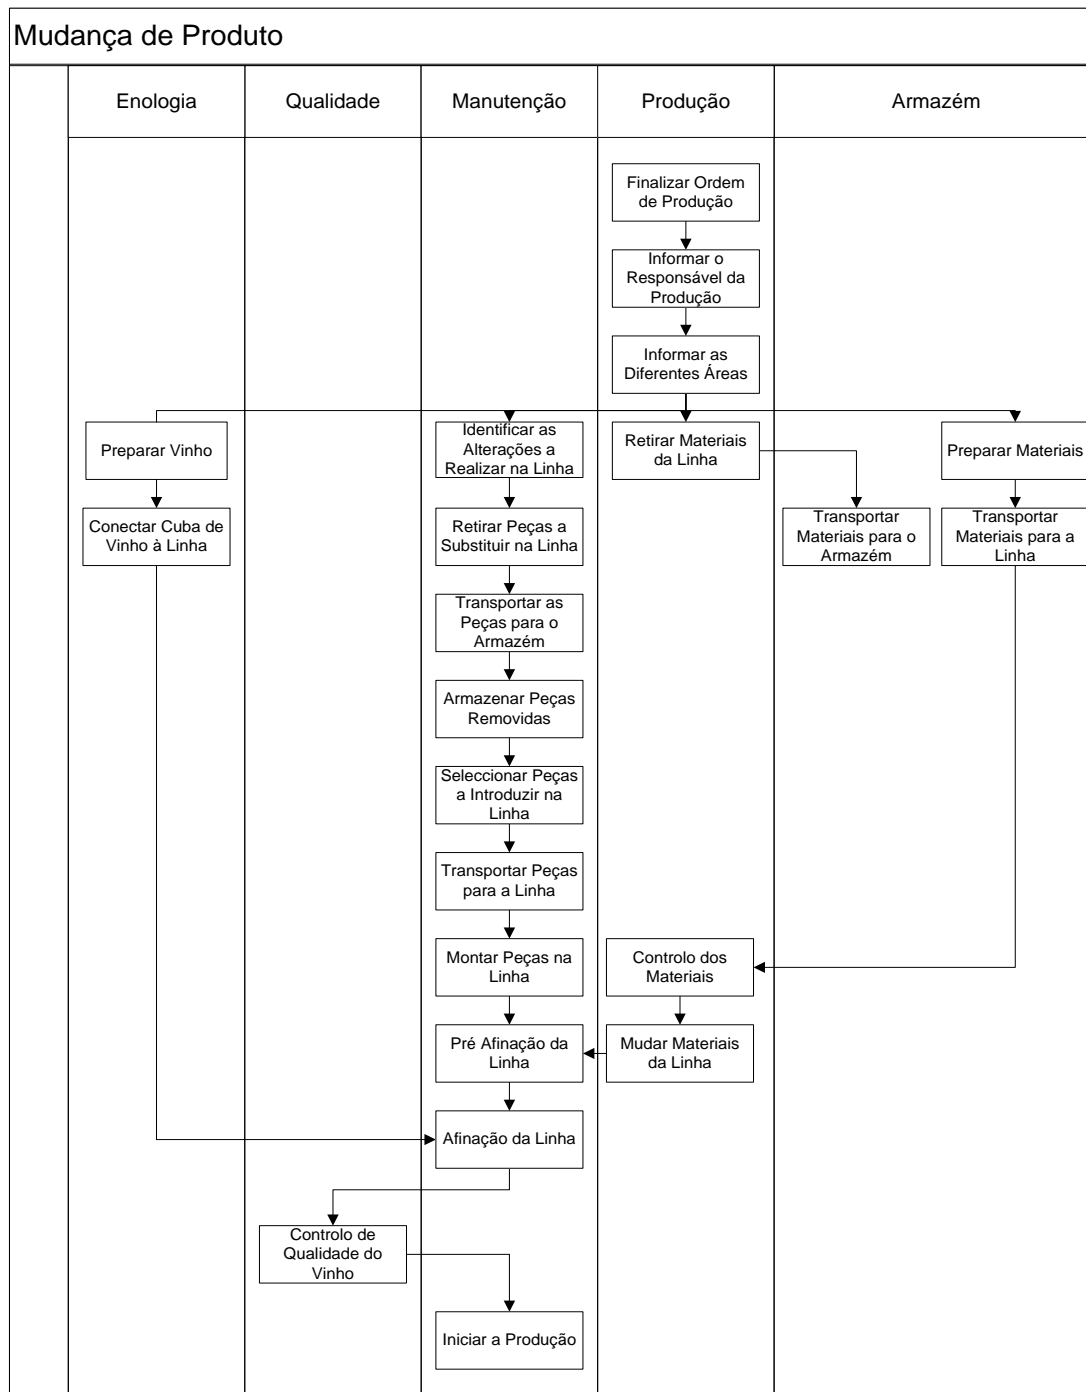 Mudança de Produto
Enologia
Qualidade
Manutenção
Produção
Armazém
Finalizar Ordem
de Produção
Informar o
Responsável da
Produção
Informar as
Diferentes Áreas
Preparar Vinho
Identificar as
Alterações a
Realizar na Linha
Retirar Materiais
da Linha
Preparar Materiais
Conectar Cuba de
Vinho à Linha
Retirar Peças a
Substituir na Linha
Transportar
Materiais para o
Armazém
Transportar
Materiais para a
Linha
Transportar as
Peças para o
Armazém
Armazenar Peças
Removidas
Seleccionar Peças
a Introduzir na
Linha
Transportar Peças
para a Linha
Montar Peças na
Linha
Controlo dos
Materiais
Pré Afinação da
Linha
Mudar Materiais
da Linha
Afinação da Linha
Controlo de
Qualidade do
Vinho
Iniciar a Produção